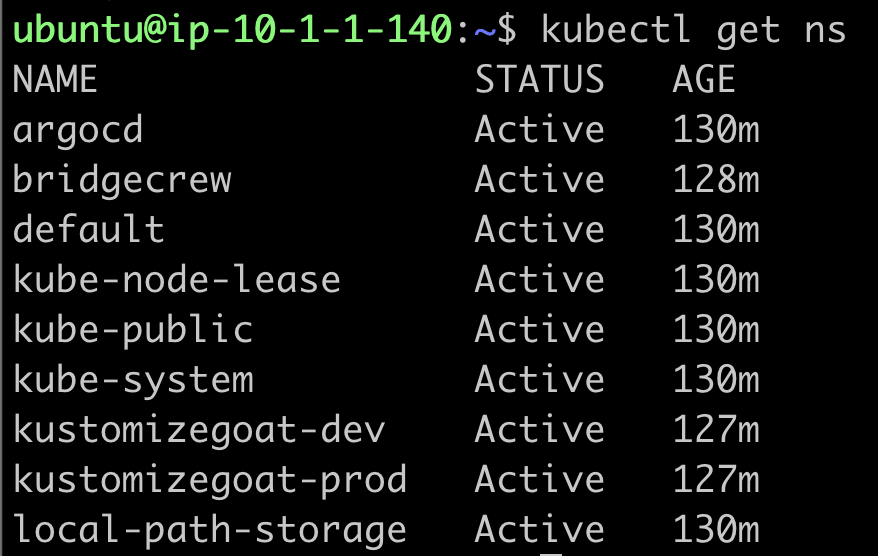 ubuntu@ip-10-1-1-140:~$ kubectl get ns
NAME STATUS AGE
argocd Active 130m
bridgecrew Active 128m
default Active 130m
kube-node-lease Active 130m
kube-public Active 130m
kube-system Active 130m
kustomizegoat-dev Active 127m
kustomizegoat-prod Active 127m
local-path-storage Active 130m